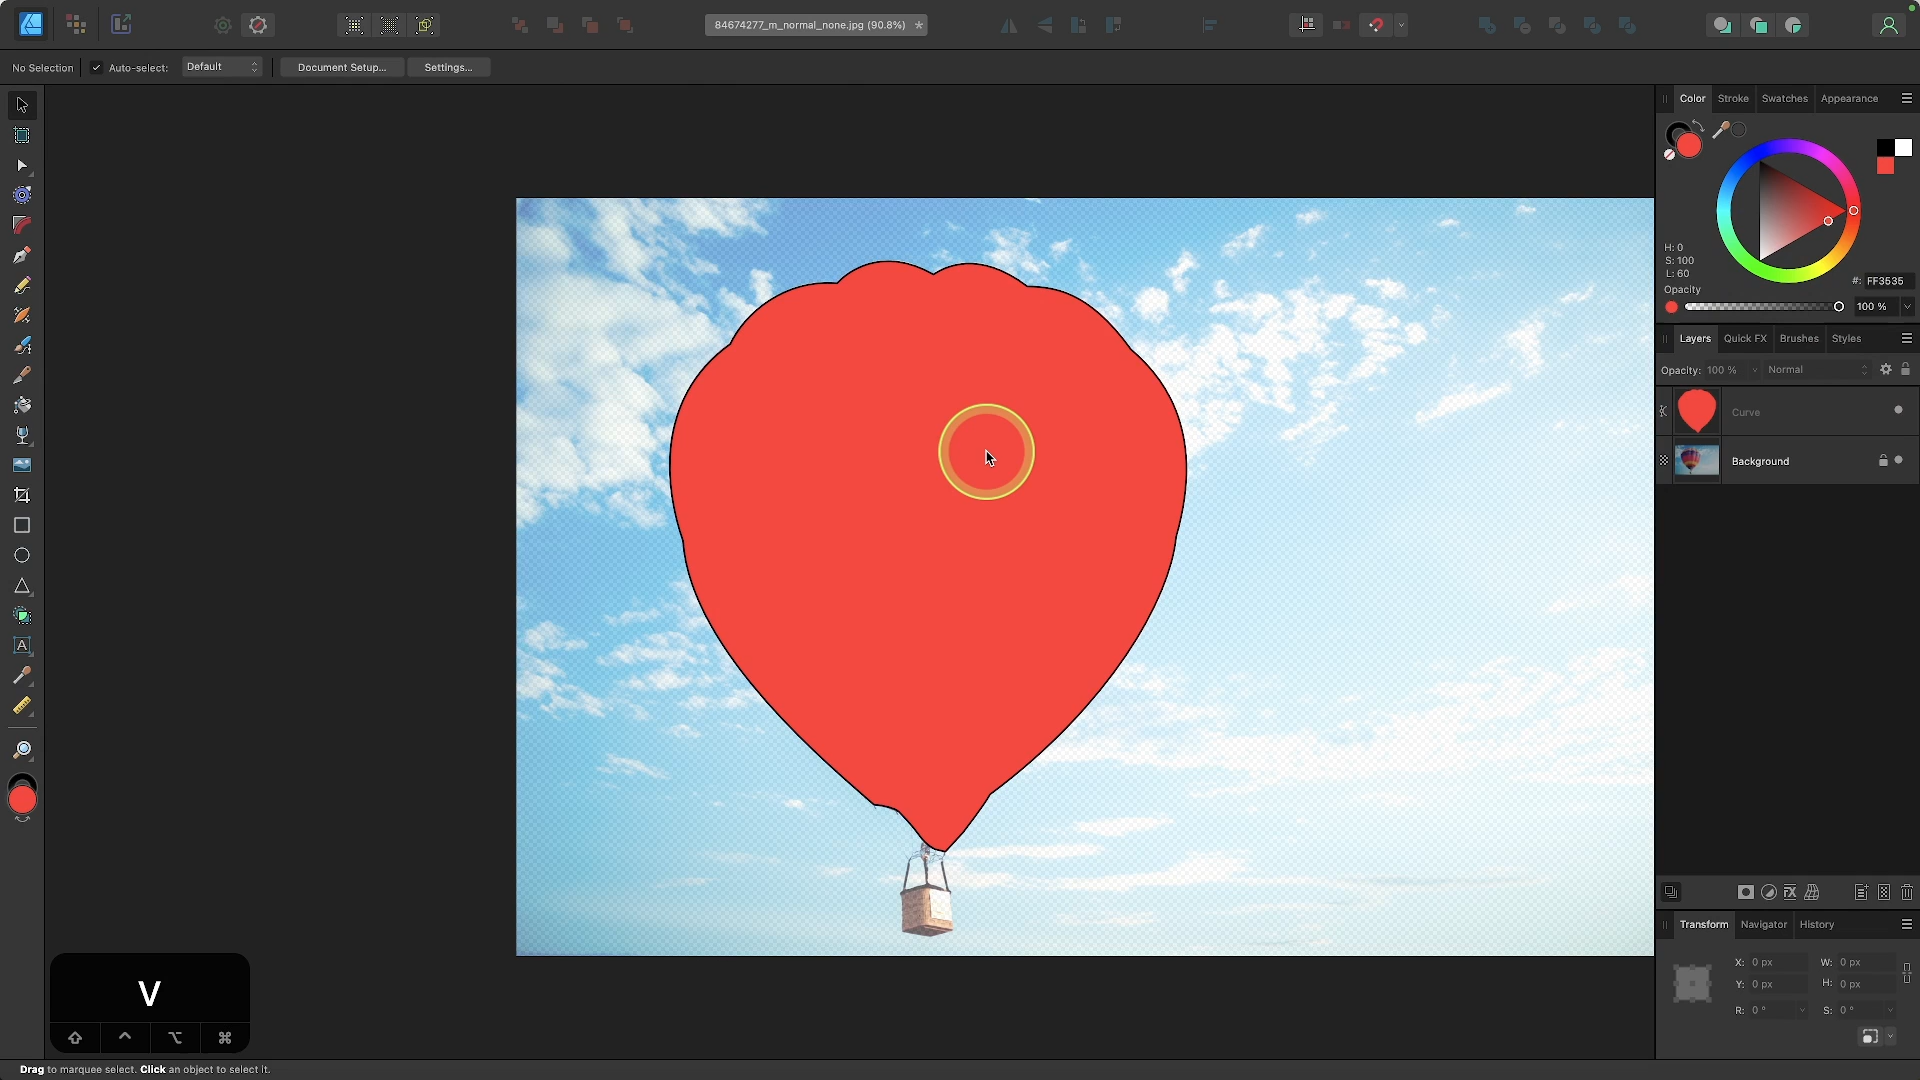 84674277_m_normal_none.jpg (90.8%) *
No Selection Auto-select: Default Document Setup... Settings...
Color Stroke Swatches Appearance
H: 0
S: 100
L: 60
#: FF3535
Opacity
100 %
Layers Quick FX Brushes Styles
Opacity: 100 % Normal
Curve
Background
Transform Navigator History
X: 0 px W: 0 px
Y: 0 px H: 0 px
R: 0 ° S: 0 °
V
Drag to marquee select. Click an object to select it.